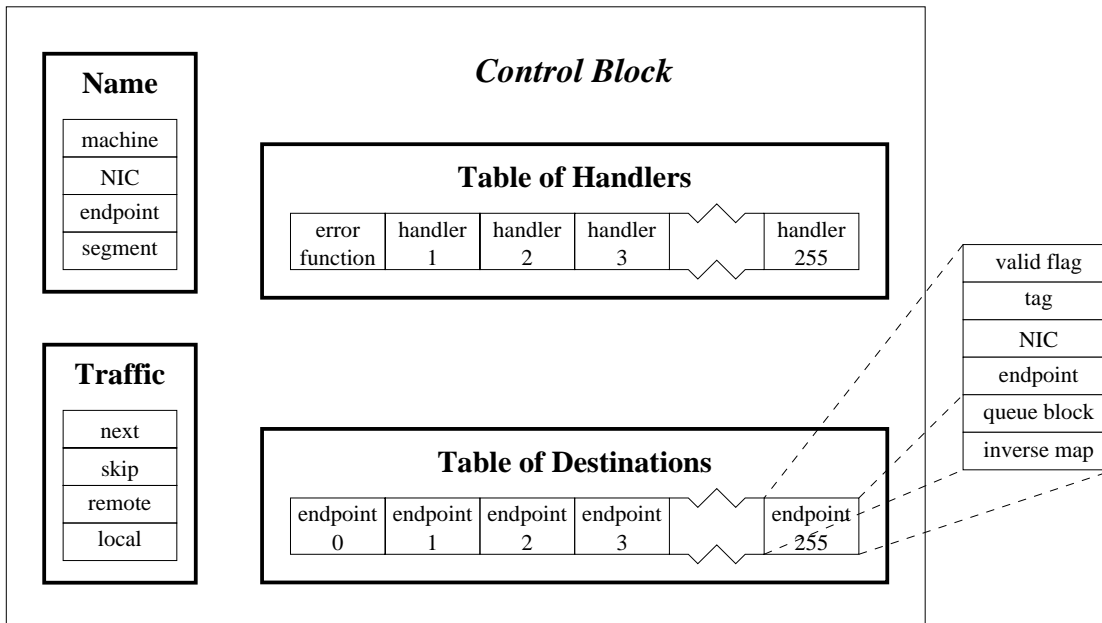 Control Block
Name
machine
NIC
endpoint
segment
Table of Handlers
error function
handler 1
handler 2
handler 3
handler 255
Traffic
next
skip
remote
local
Table of Destinations
endpoint 0
endpoint 1
endpoint 2
endpoint 3
endpoint 255
valid flag
tag
NIC
endpoint
queue block
inverse map